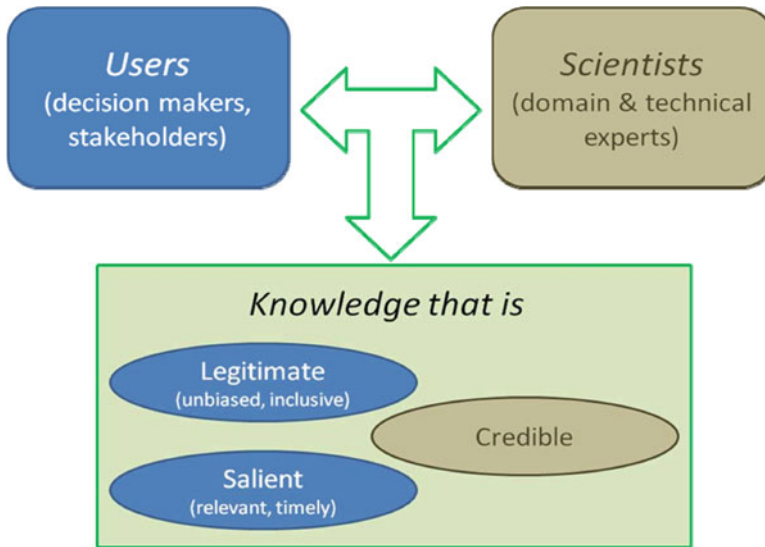 Users
(decision makers,
stakeholders)
Scientists
(domain & technical
experts)
Knowledge that is
Legitimate
(unbiased, inclusive)
Credible
Salient
(relevant, timely)